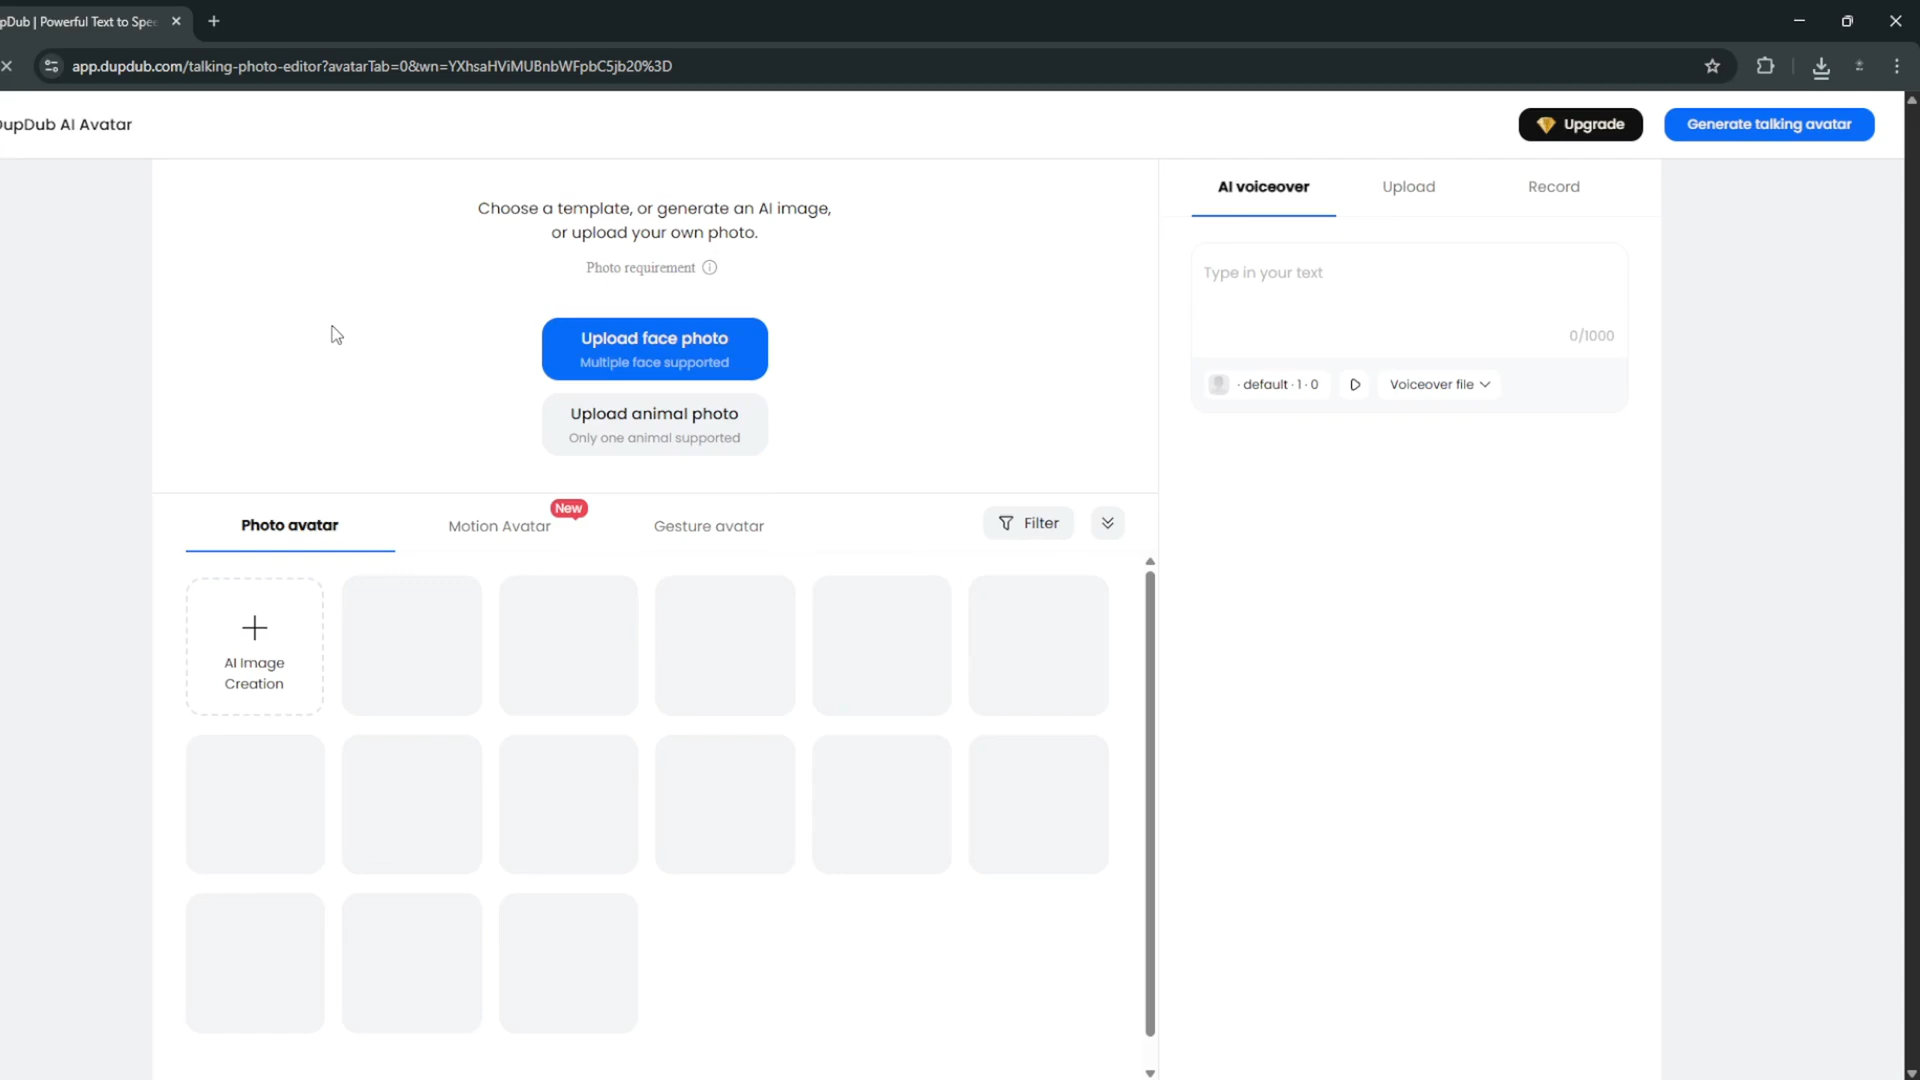 pDub | Powerful Text to Spee
app.dupdub.com/talking-photo-editor?avatarTab=0&wn=YXhsaHViMUBnbWFpbC5jb20%3D
DupDub AI Avatar
Upgrade
Generate talking avatar
Choose a template, or generate an AI image,
or upload your own photo.
Photo requirement
Upload face photo
Multiple face supported
Upload animal photo
Only one animal supported
AI voiceover
Upload
Record
Type in your text
0/1000
· default · 1 · 0
Voiceover file
Photo avatar
Motion Avatar
New
Gesture avatar
Filter
AI Image
Creation